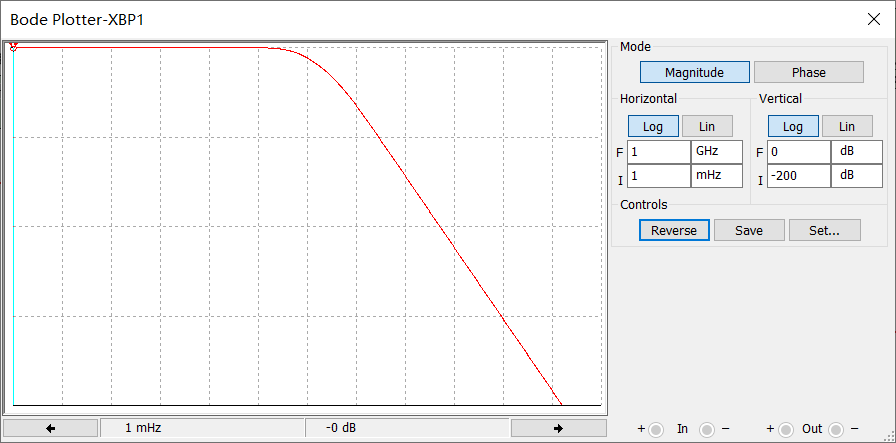 Bode Plotter-XBP1
Mode
Magnitude Phase
Horizontal Vertical
Log Lin Log Lin
F 1 GHz F 0 dB
I 1 mHz I -200 dB
Controls
Reverse Save Set...
1 mHz -0 dB
+ In − + Out −